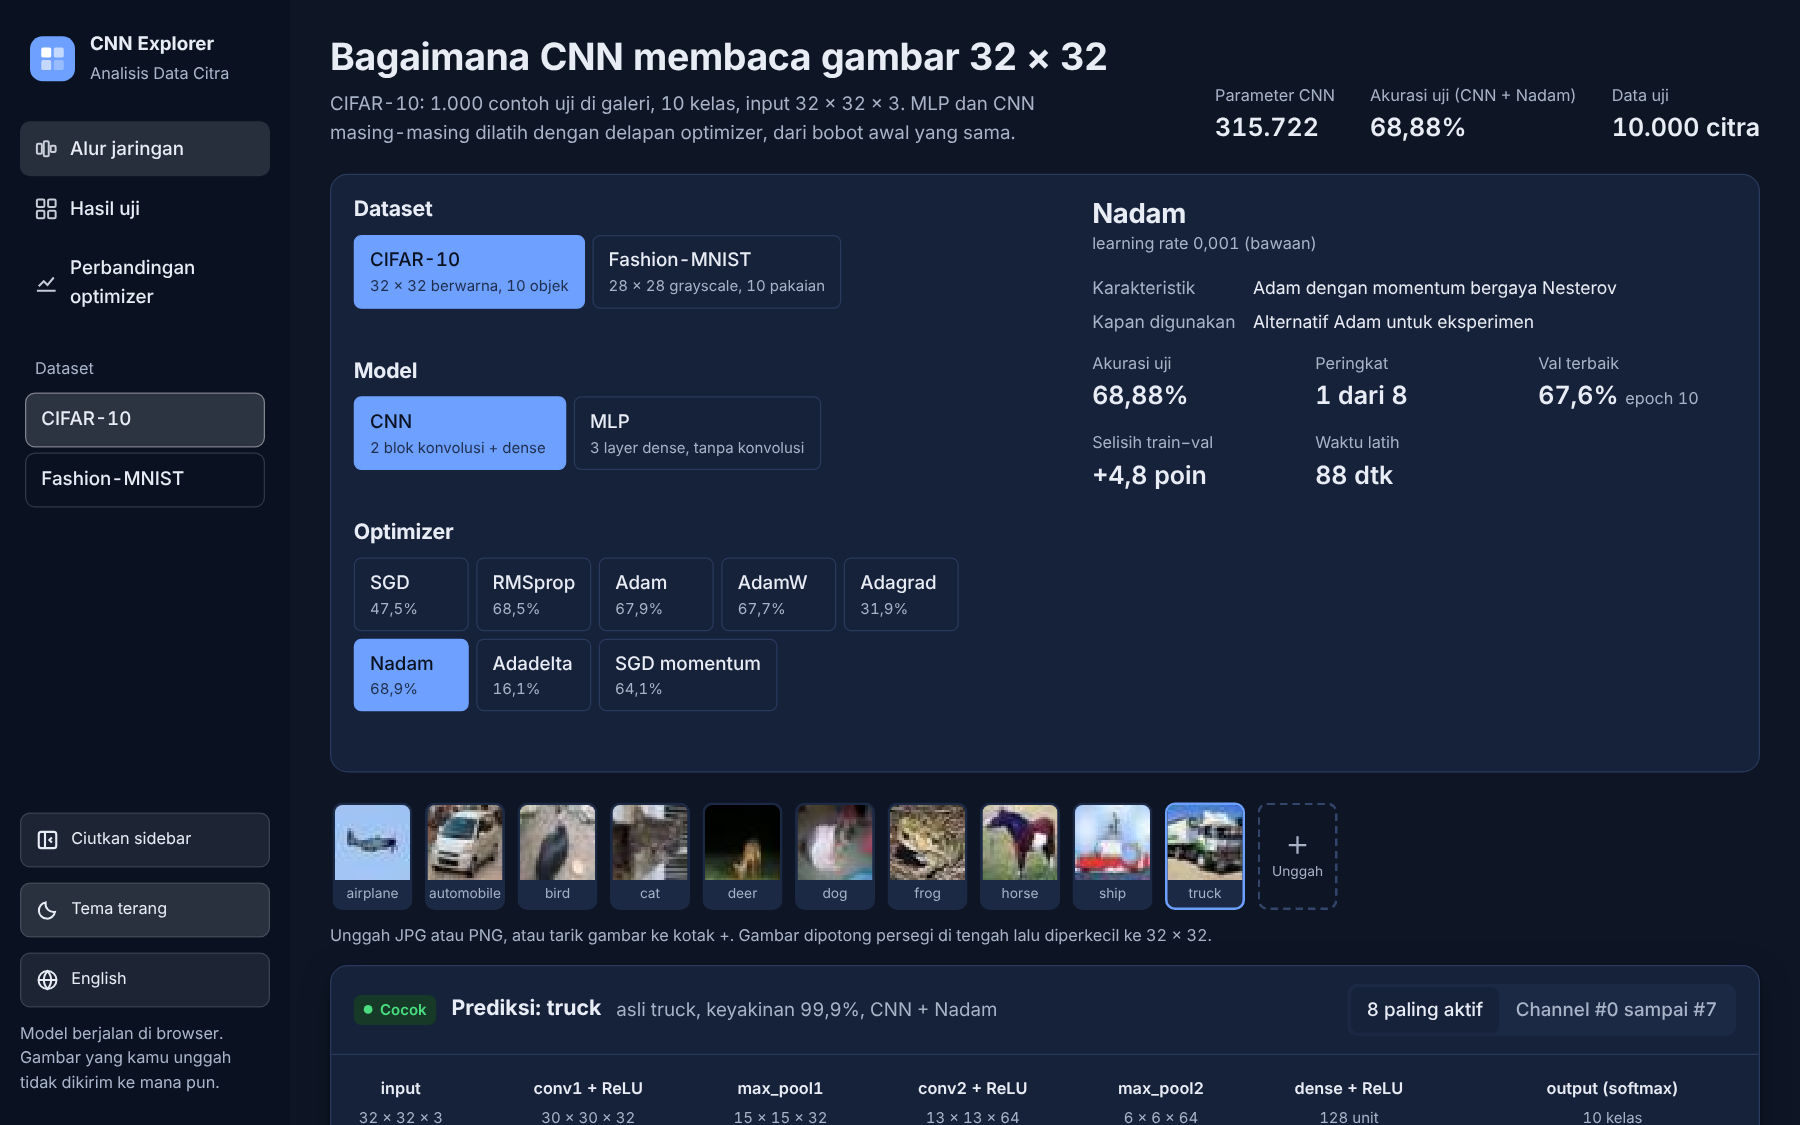 CNN Explorer
Analisis Data Citra
Alur jaringan
Hasil uji
Perbandingan
optimizer
Dataset
CIFAR-10
Fashion-MNIST
Ciutkan sidebar
Tema terang
English
Model berjalan di browser.
Gambar yang kamu unggah
tidak dikirim ke mana pun.
Bagaimana CNN membaca gambar 32 × 32
CIFAR-10: 1.000 contoh uji di galeri, 10 kelas, input 32 × 32 × 3. MLP dan CNN
masing-masing dilatih dengan delapan optimizer, dari bobot awal yang sama.
Parameter CNN
315.722
Akurasi uji (CNN + Nadam)
68,88%
Data uji
10.000 citra
Dataset
CIFAR-10
32 × 32 berwarna, 10 objek
Fashion-MNIST
28 × 28 grayscale, 10 pakaian
Model
CNN
2 blok konvolusi + dense
MLP
3 layer dense, tanpa konvolusi
Optimizer
SGD
47,5%
RMSprop
68,5%
Adam
67,9%
AdamW
67,7%
Adagrad
31,9%
Nadam
68,9%
Adadelta
16,1%
SGD momentum
64,1%
Nadam
learning rate 0,001 (bawaan)
Karakteristik Adam dengan momentum bergaya Nesterov
Kapan digunakan Alternatif Adam untuk eksperimen
Akurasi uji
68,88%
Peringkat
1 dari 8
Val terbaik
67,6% epoch 10
Selisih train–val
+4,8 poin
Waktu latih
88 dtk
airplane
automobile
bird
cat
deer
dog
frog
horse
ship
truck
+
Unggah
Unggah JPG atau PNG, atau tarik gambar ke kotak +. Gambar dipotong persegi di tengah lalu diperkecil ke 32 × 32.
Cocok
Prediksi: truck asli truck, keyakinan 99,9%, CNN + Nadam
8 paling aktif
Channel #0 sampai #7
input
32 × 32 × 3
conv1 + ReLU
30 × 30 × 32
max_pool1
15 × 15 × 32
conv2 + ReLU
13 × 13 × 64
max_pool2
6 × 6 × 64
dense + ReLU
128 unit
output (softmax)
10 kelas